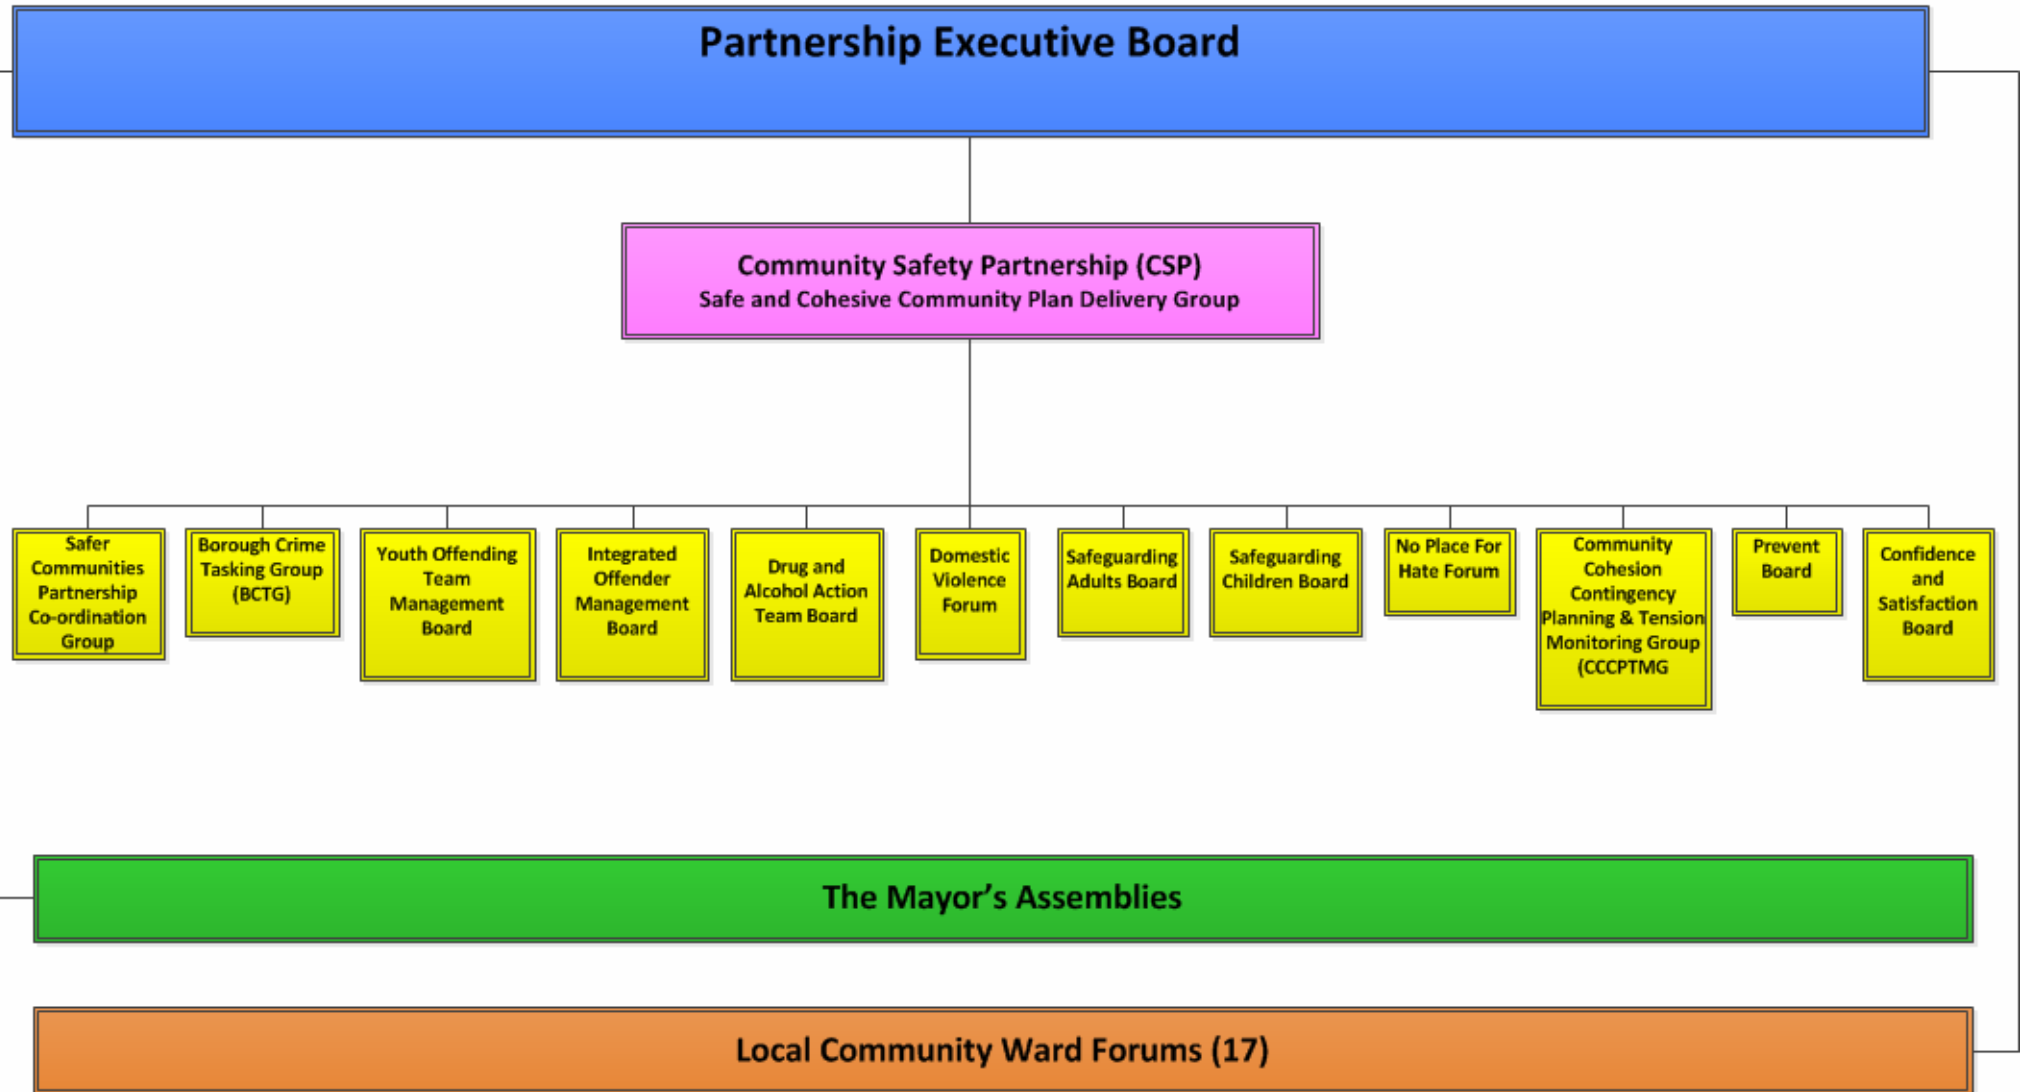 Partnership Executive Board
Community Safety Partnership (CSP)
Safe and Cohesive Community Plan Delivery Group
Safer
Communities
Partnership
Co-ordination
Group
Borough Crime
Tasking Group
(BCTG)
Youth Offending
Team
Management
Board
Integrated
Offender
Management
Board
Drug and
Alcohol Action
Team Board
Domestic
Violence
Forum
Safeguarding
Adults Board
Safeguarding
Children Board
No Place For
Hate Forum
Community
Cohesion
Contingency
Planning & Tension
Monitoring Group
(CCCPTMG
Prevent
Board
Confidence
and
Satisfaction
Board
The Mayor’s Assemblies
Local Community Ward Forums (17)